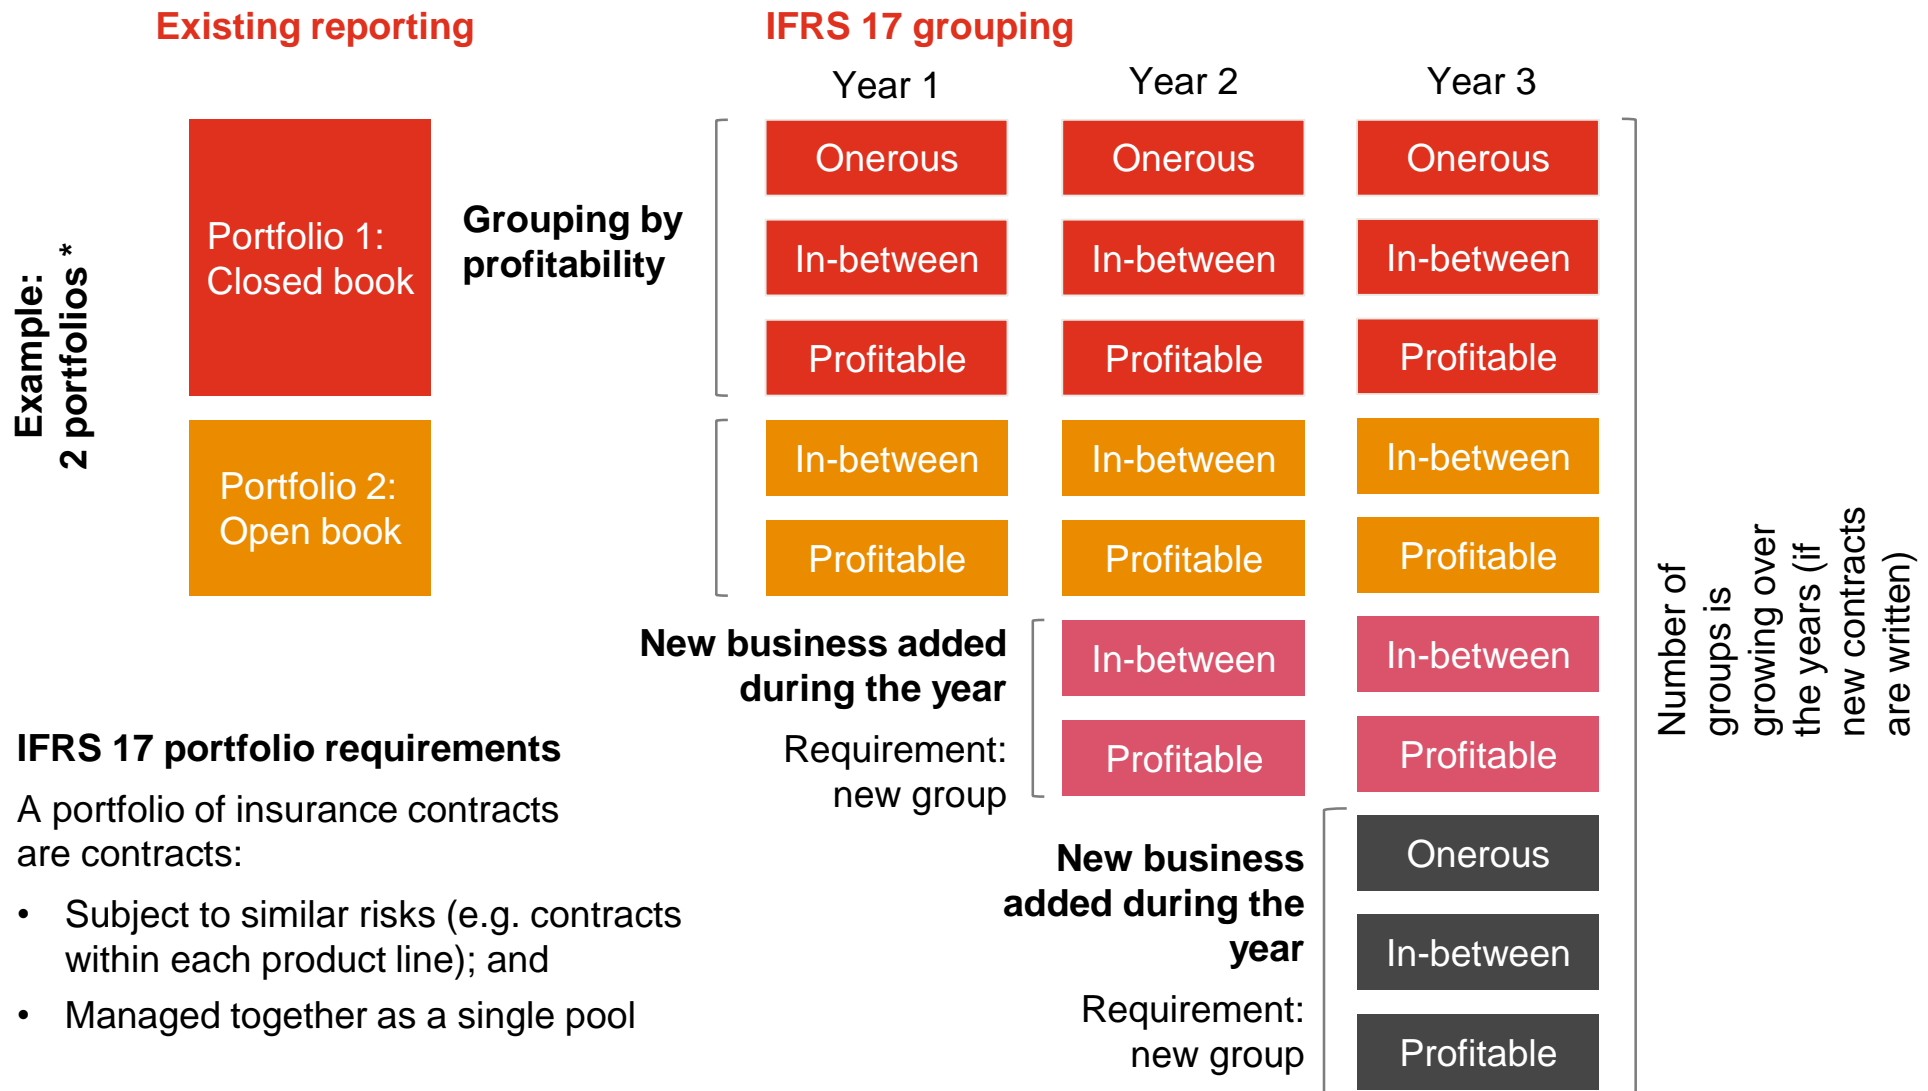 Existing reporting
IFRS 17 grouping
Year 1
Year 2
Year 3
Example:
2 portfolios *
Portfolio 1:
Closed book
Portfolio 2:
Open book
Grouping by
profitability
Onerous
Onerous
Onerous
In-between
In-between
In-between
Profitable
Profitable
Profitable
In-between
In-between
In-between
Profitable
Profitable
Profitable
New business added
during the year
Requirement:
new group
In-between
In-between
Profitable
Profitable
New business
added during the
year
Requirement:
new group
Onerous
In-between
Profitable
Number of
groups is
growing over
the years (if
new contracts
are written)
IFRS 17 portfolio requirements
A portfolio of insurance contracts
are contracts:
• Subject to similar risks (e.g. contracts
within each product line); and
• Managed together as a single pool